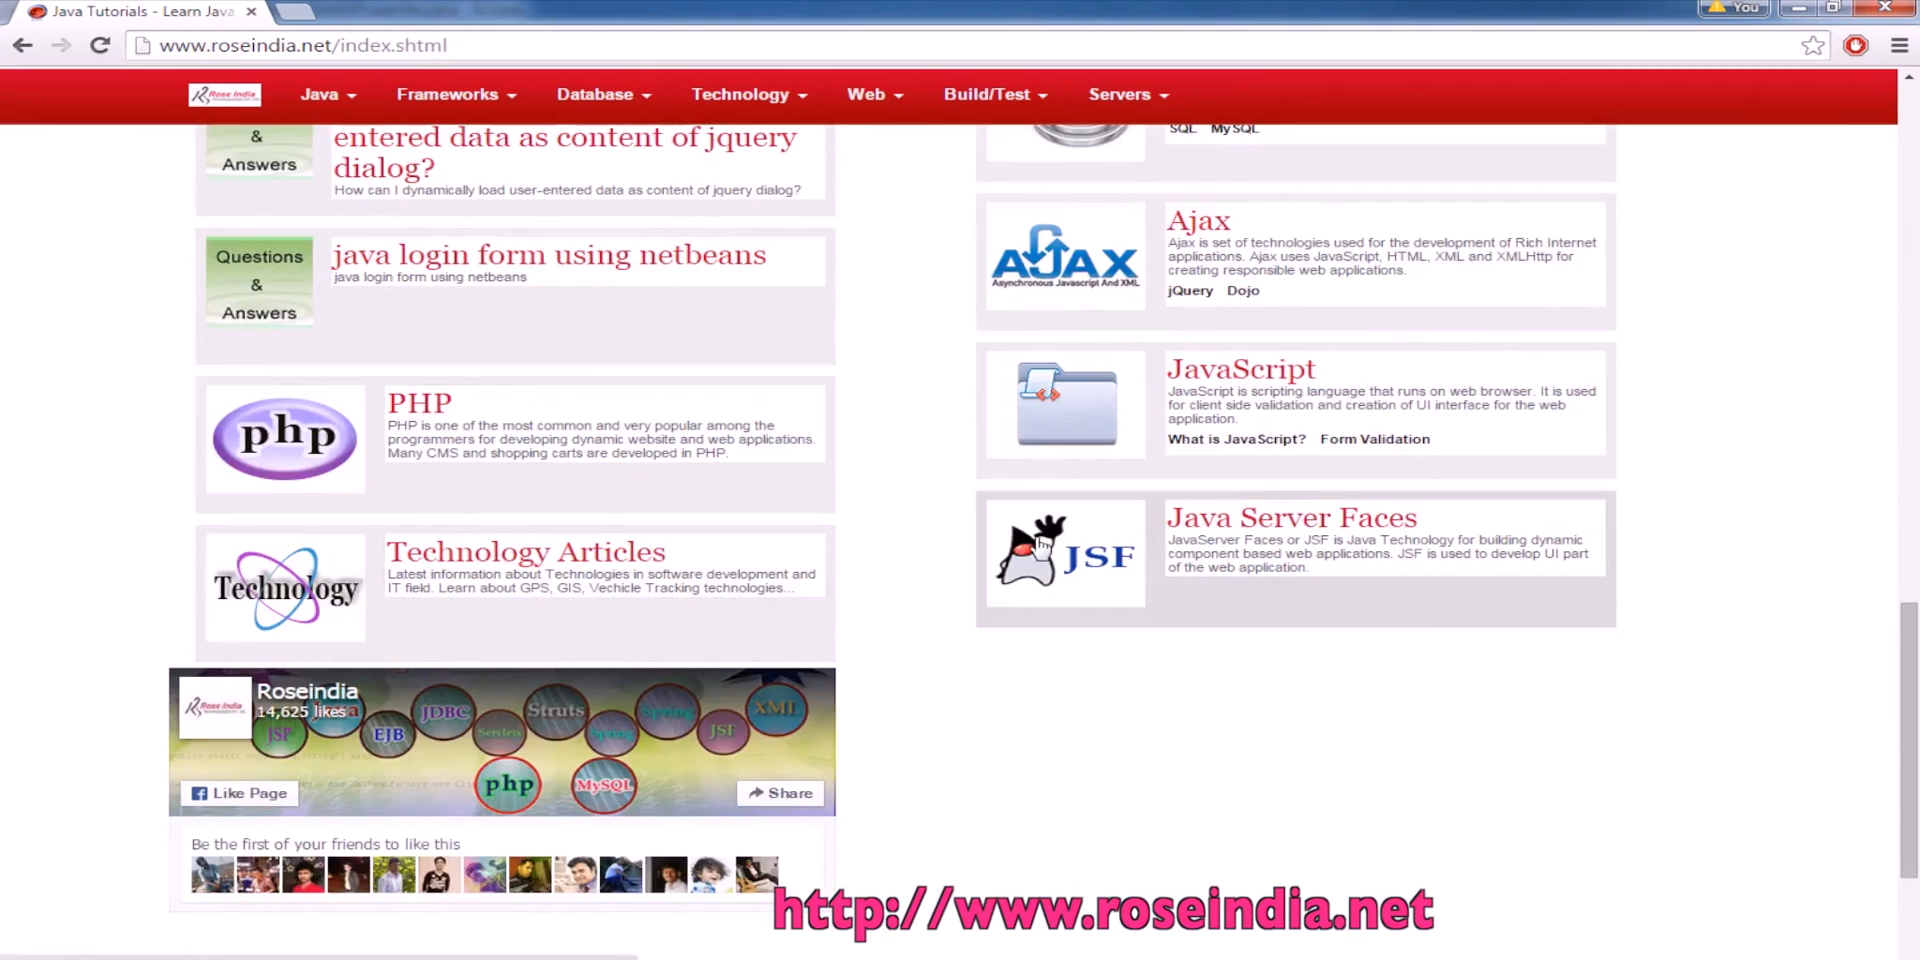 Java Tutorials - Learn Java
You
www.roseindia.net/index.shtml
Rose India
Java
Frameworks
Database
Technology
Web
Build/Test
Servers
&
Answers
entered data as content of jquery
dialog?
How can I dynamically load user-entered data as content of jquery dialog?
Questions
&
Answers
java login form using netbeans
java login form using netbeans
php
PHP
PHP is one of the most common and very popular among the
programmers for developing dynamic website and web applications.
Many CMS and shopping carts are developed in PHP.
Technology
Technology Articles
Latest information about Technologies in software development and
IT field. Learn about GPS, GIS, Vechicle Tracking technologies...
Rose India
Roseindia
14,625 likes
Java
JSP
EJB
JDBC
Servlets
Struts
Spring
Spring
JSF
XML
php
MySQL
Like Page
Share
Be the first of your friends to like this
SQL MySQL
AJAX
Asynchronous Javascript And XML
Ajax
Ajax is set of technologies used for the development of Rich Internet
applications. Ajax uses JavaScript, HTML, XML and XMLHttp for
creating responsible web applications.
jQuery Dojo
JavaScript
JavaScript is scripting language that runs on web browser. It is used
for client side validation and creation of UI interface for the web
application.
What is JavaScript? Form Validation
JSF
Java Server Faces
JavaServer Faces or JSF is Java Technology for building dynamic
component based web applications. JSF is used to develop UI part
of the web application.
http://www.roseindia.net